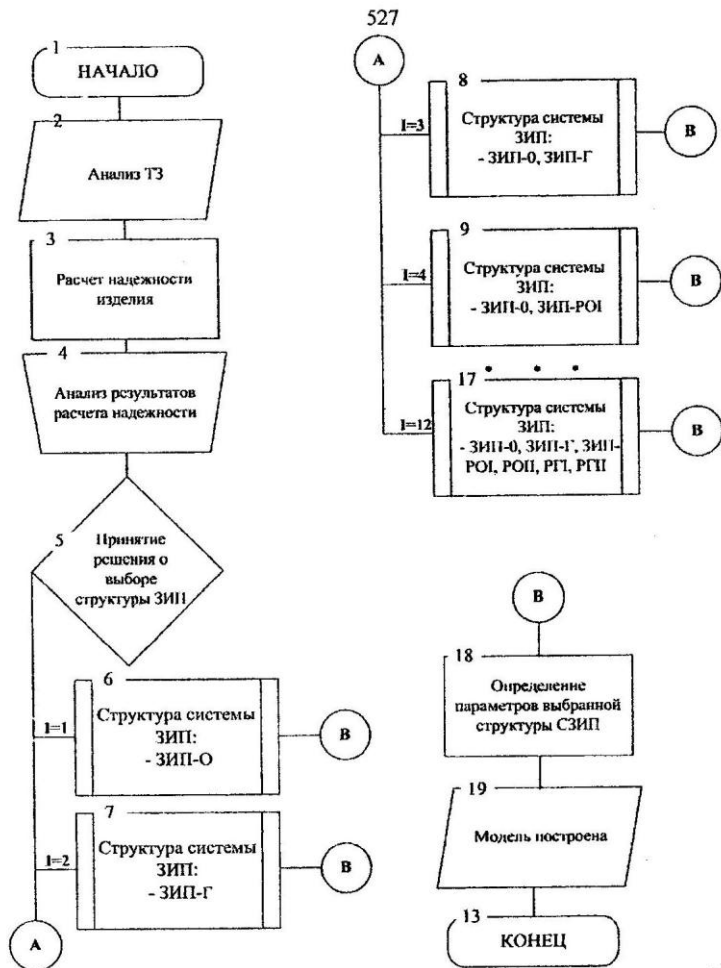 527
1
НАЧАЛО
2
Анализ ТЗ
3
Расчет надежности
изделия
4
Анализ результатов
расчета надежности
5
Принятие
решения о
выборе
структуры ЗИП
6
I=1
Структура системы
ЗИП:
- ЗИП-О
В
7
I=2
Структура системы
ЗИП:
- ЗИП-Г
В
А
А
8
I=3
Структура системы
ЗИП:
- ЗИП-0, ЗИП-Г
В
9
I=4
Структура системы
ЗИП:
- ЗИП-0, ЗИП-РОI
В
. . .
17
I=12
Структура системы
ЗИП:
- ЗИП-0, ЗИП-Г, ЗИП-
РОI, РОII, РГI, РГII
В
В
18
Определение
параметров выбранной
структуры СЗИП
19
Модель построена
13
КОНЕЦ